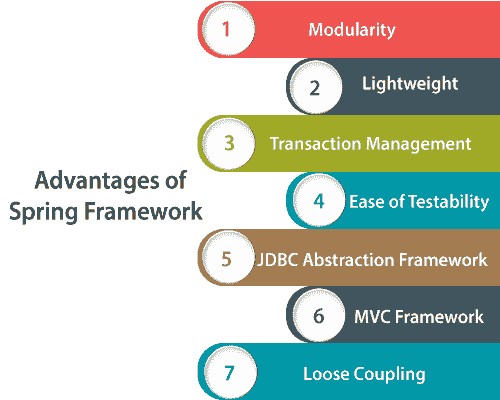 Advantages of
Spring Framework
1 Modularity
2 Lightweight
3 Transaction Management
4 Ease of Testability
5 JDBC Abstraction Framework
6 MVC Framework
7 Loose Coupling